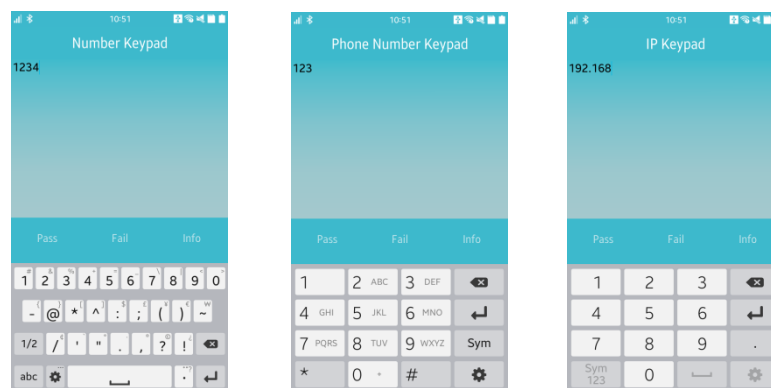 10:51
Number Keypad
1234
Pass Fail Info
1 2 3 4 5 6 7 8 9 0
- @ * ^ : ; ( ) ~
1/2 / ' " . , ? !
abc
10:51
Phone Number Keypad
123
Pass Fail Info
1 2 ABC 3 DEF
4 GHI 5 JKL 6 MNO
7 PQRS 8 TUV 9 WXYZ Sym
* 0 + #
10:51
IP Keypad
192.168
Pass Fail Info
1 2 3
4 5 6
7 8 9 .
Sym
123 0